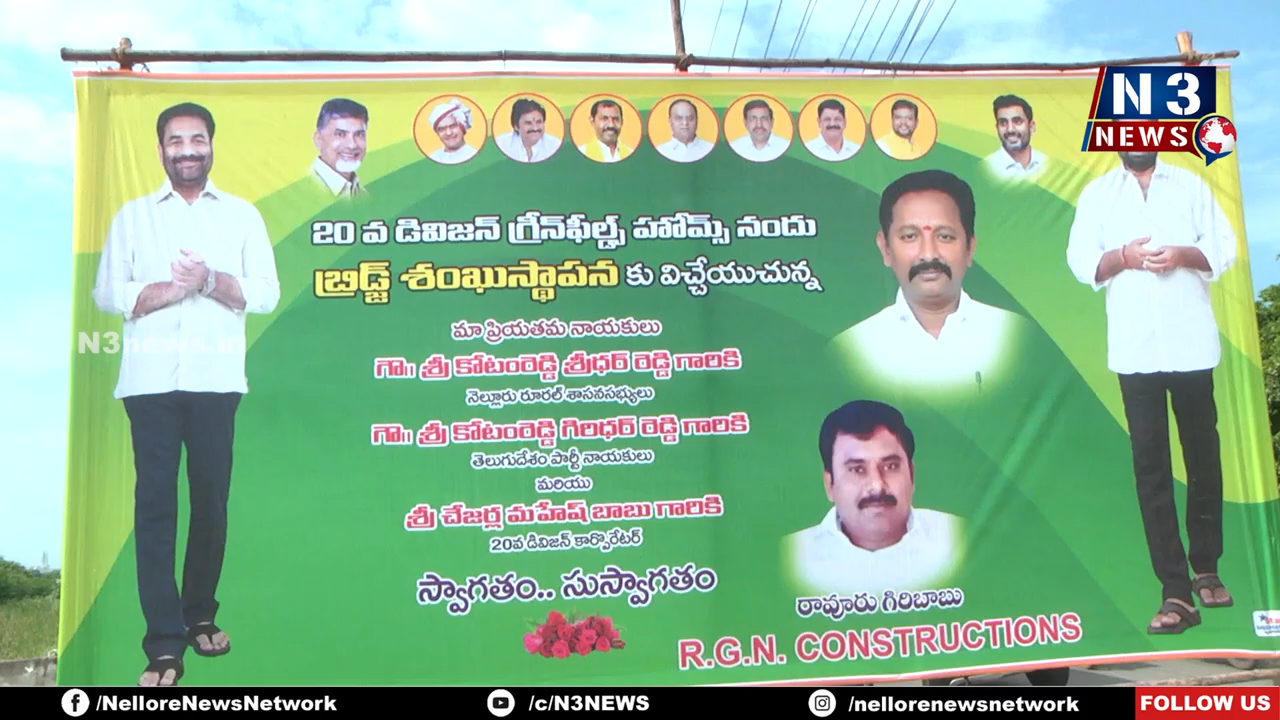 N3
NEWS
20 వ డివిజన్ గ్రీన్‌ఫీల్డ్స్ హోమ్స్ నందు
బ్రిడ్జ్ శంఖుస్థాపన కు విచ్చేయుచున్న
మా ప్రియతమ నాయకులు
గౌ॥ శ్రీ కోటంరెడ్డి శ్రీధర్ రెడ్డి గారికి
నెల్లూరు రూరల్ శాసనసభ్యులు
గౌ॥ శ్రీ కోటంరెడ్డి గిరిధర్ రెడ్డి గారికి
తెలుగుదేశం పార్టీ నాయకులు
మరియు
శ్రీ చేజర్ల మహేష్ బాబు గారికి
20వ డివిజన్ కార్పొరేటర్
స్వాగతం.. సుస్వాగతం
రావూరు గిరిబాబు
R.G.N. CONSTRUCTIONS
N3news.in
/NelloreNewsNetwork
/c/N3NEWS
/nellorenewsnetwork
FOLLOW US